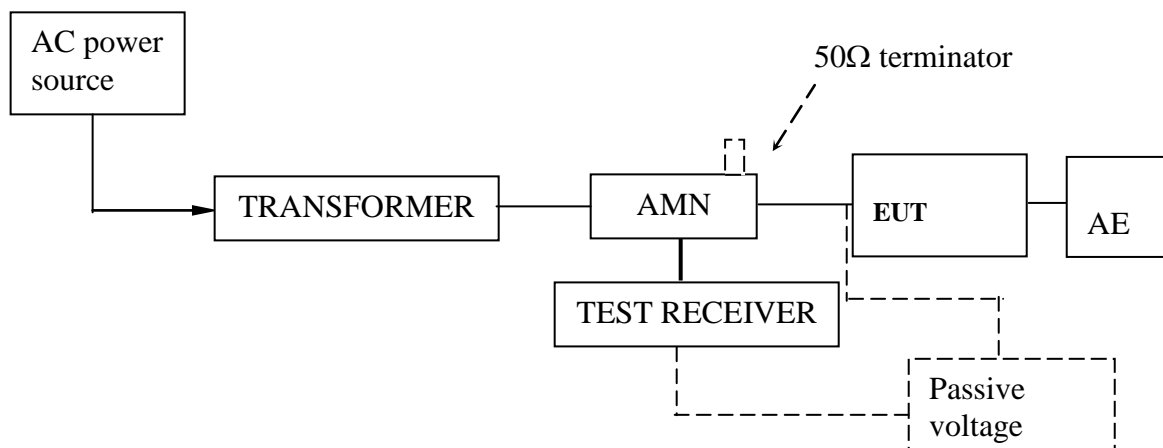 AC power
source
50Ω terminator
TRANSFORMER
AMN
EUT
AE
TEST RECEIVER
Passive
voltage